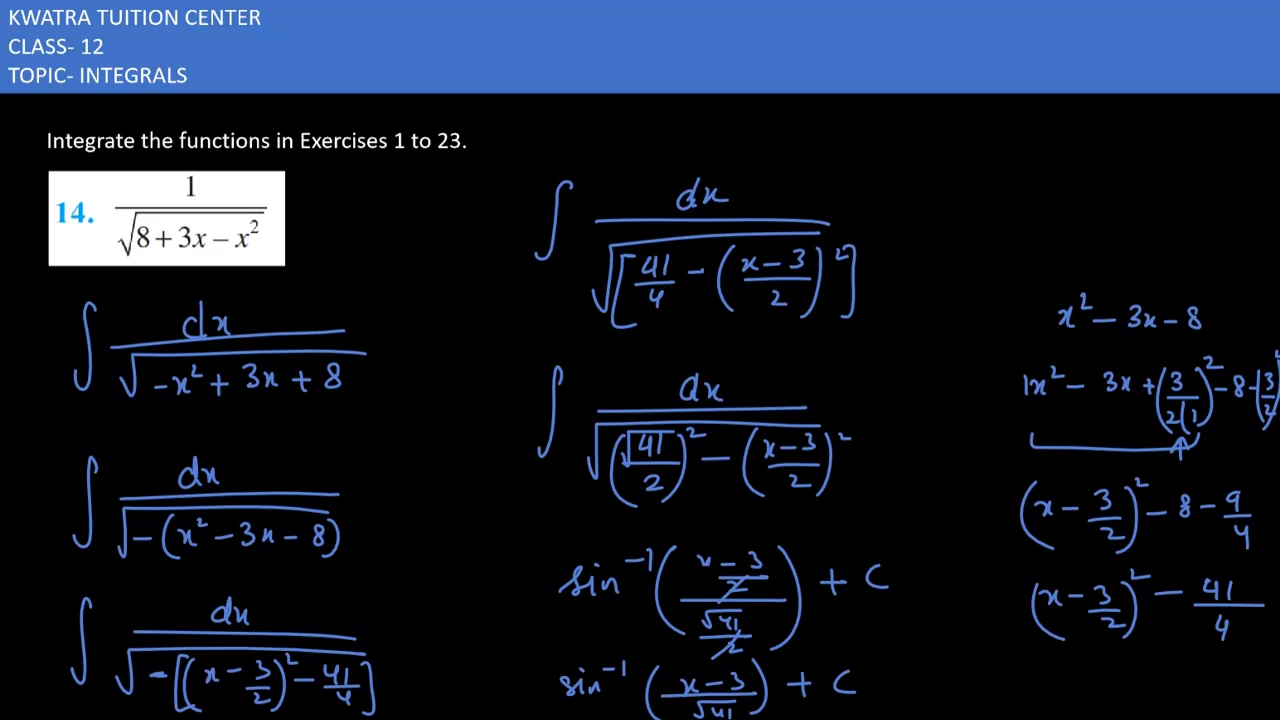 KWATRA TUITION CENTER
CLASS- 12
TOPIC- INTEGRALS
Integrate the functions in Exercises 1 to 23.
14. 1/√(8 + 3x − x²)
∫ dx/√(−x² + 3x + 8)
∫ dx/√(−(x² − 3x − 8))
∫ dx/√(−[(x − 3/2)² − 41/4])
∫ dx/√([41/4 − ((x − 3)/2)²])
∫ dx/√((√41/2)² − ((x − 3)/2)²)
sin⁻¹(((x − 3)/2)/(√41/2)) + C
sin⁻¹((x − 3)/√41) + C
x² − 3x − 8
1x² − 3x + (3/2(1))² − 8 − (3/2)²
(x − 3/2)² − 8 − 9/4
(x − 3/2)² − 41/4